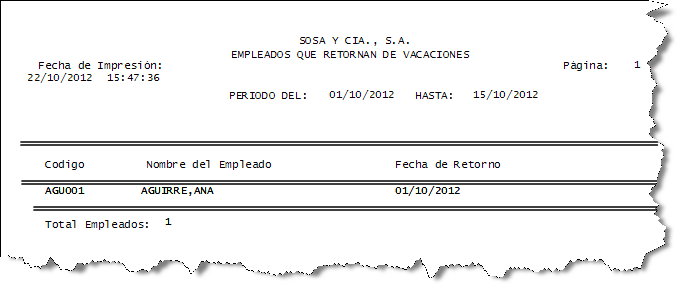 SOSA Y CIA., S.A.
EMPLEADOS QUE RETORNAN DE VACACIONES
Fecha de Impresión: Página: 1
22/10/2012 15:47:36
PERIODO DEL: 01/10/2012 HASTA: 15/10/2012
Codigo Nombre del Empleado Fecha de Retorno
AGU001 AGUIRRE,ANA 01/10/2012
Total Empleados: 1